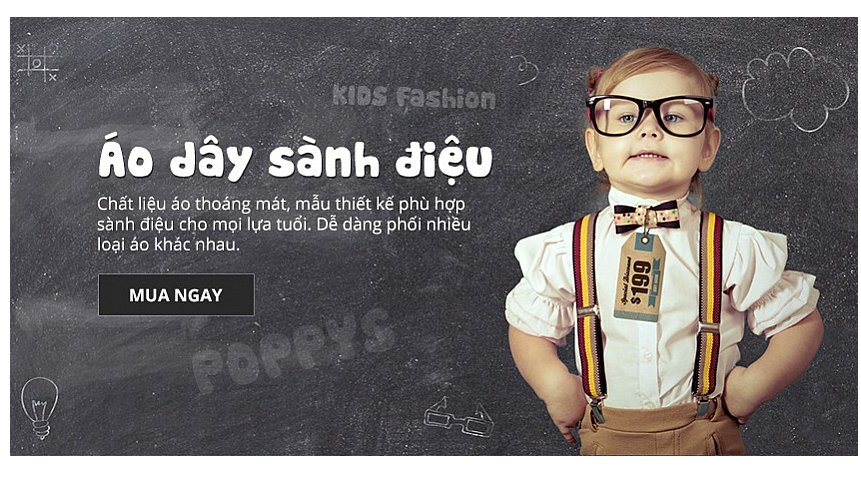 KIDS Fashion
Áo dây sành điệu
Chất liệu áo thoáng mát, mẫu thiết kế phù hợp
sành điệu cho mọi lựa tuổi. Dễ dàng phối nhiều
loại áo khác nhau.
MUA NGAY
Special Discount
$199
POPPYS